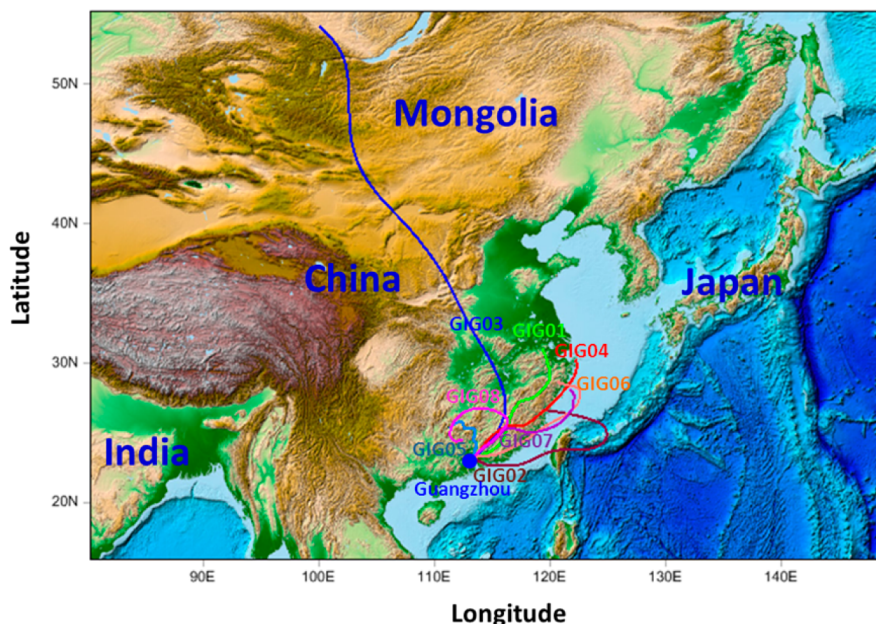 50N
Mongolia
40N
China
Japan
GIG03
GIG01
GIG04
30N
GIG06
GIG08
India
GIG05
GIG07
GIG02
Guangzhou
20N
90E
100E
110E
120E
130E
140E
Longitude
Latitude